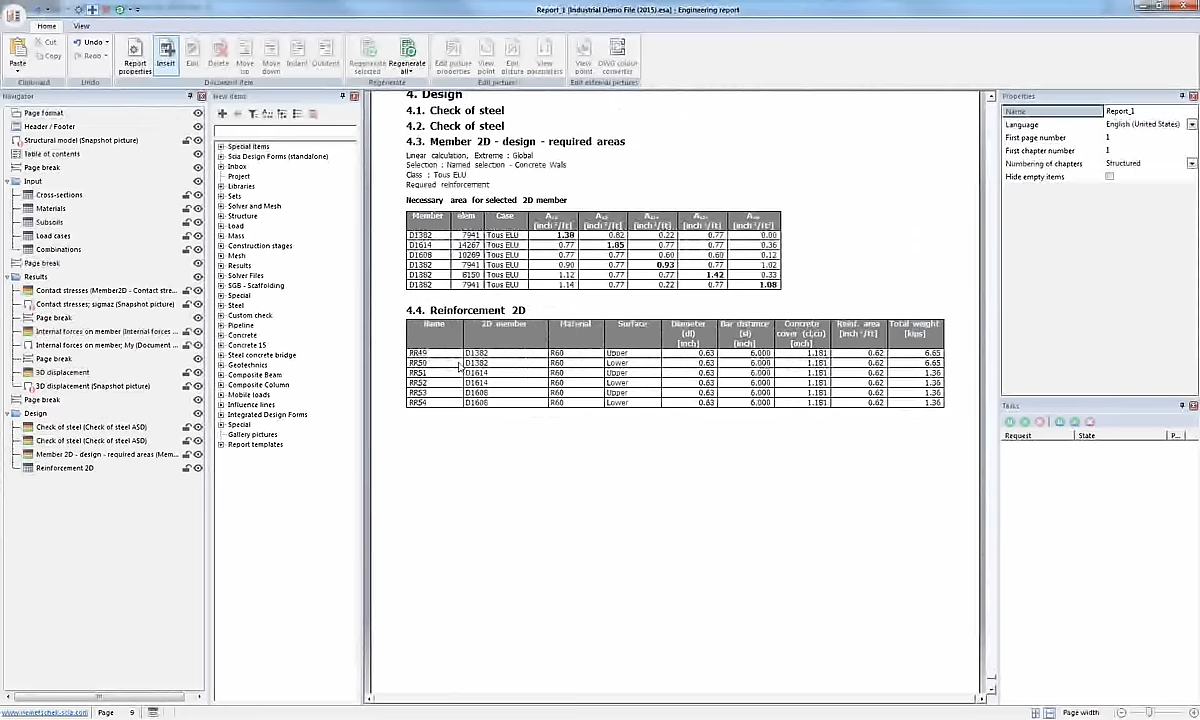 Report_1 [Industrial Demo File (2015).esa] - Engineering report
Home View
Paste
Cut
Copy
Clipboard
Undo
Redo
Undo
Report properties
Insert
Edit
Delete
Move up
Move down
Indent
Outdent
Document item
Regenerate selected
Regenerate all
Regenerate
Edit picture properties
View point
Edit picture
View parameters
Edit pictures
View point
DWG colour converter
Edit external pictures
Navigator
Page format
Header / Footer
Structural model (Snapshot picture)
Table of contents
Page break
Input
Cross-sections
Materials
Subsoils
Load cases
Combinations
Page break
Results
Contact stresses (Member2D - Contact stre...
Contact stresses; sigmaz (Snapshot picture)
Page break
Internal forces on member (Internal forces ...
Internal forces on member; My (Document ...
Page break
3D displacement
3D displacement (Snapshot picture)
Page break
Design
Check of steel (Check of steel ASD)
Check of steel (Check of steel ASD)
Member 2D - design - required areas (Mem...
Reinforcement 2D
New items
Special items
Scia Design Forms (standalone)
Inbox
Project
Libraries
Sets
Solver and Mesh
Structure
Load
Mass
Construction stages
Mesh
Results
Solver Files
SGB - Scaffolding
Special
Steel
Custom check
Pipeline
Concrete
Concrete 15
Steel concrete bridge
Geotechnics
Composite Beam
Composite Column
Mobile loads
Influence lines
Integrated Design Forms
Special
Gallery pictures
Report templates
4. Design
4.1. Check of steel
4.2. Check of steel
4.3. Member 2D - design - required areas
Linear calculation, Extreme : Global
Selection : Named selection - Concrete Walls
Class : Tous ELU
Required reinforcement
Necessary area for selected 2D member
Member elem Case
D1382 7941 Tous ELU 1.38 0.82 0.22 0.77 0.00
D1614 14267 Tous ELU 0.77 1.85 0.77 0.77 0.36
D1608 10269 Tous ELU 0.77 0.77 0.60 0.60 0.12
D1382 7941 Tous ELU 0.90 0.77 0.93 0.77 1.02
D1382 6150 Tous ELU 1.12 0.77 0.77 1.42 0.33
D1382 7941 Tous ELU 1.14 0.77 0.22 0.77 1.08
4.4. Reinforcement 2D
Name 2D member Material Surface Diameter (dl) [inch] Bar distance (sl) [inch] Concrete cover (cl,cu) [inch] Reinf. area [inch²/ft] Total weight [kips]
RR49 D1382 R60 Upper 0.63 6.000 1.181 0.62 6.65
RR50 D1382 R60 Lower 0.63 6.000 1.181 0.62 6.65
RR51 D1614 R60 Upper 0.63 6.000 1.181 0.62 1.36
RR52 D1614 R60 Lower 0.63 6.000 1.181 0.62 1.36
RR53 D1608 R60 Upper 0.63 6.000 1.181 0.62 1.36
RR54 D1608 R60 Lower 0.63 6.000 1.181 0.62 1.36
Properties
Name Report_1
Language English (United States)
First page number 1
First chapter number 1
Numbering of chapters Structured
Hide empty items
Tasks
Request State P...
www.nemetschek-scia.com Page 9
Page width